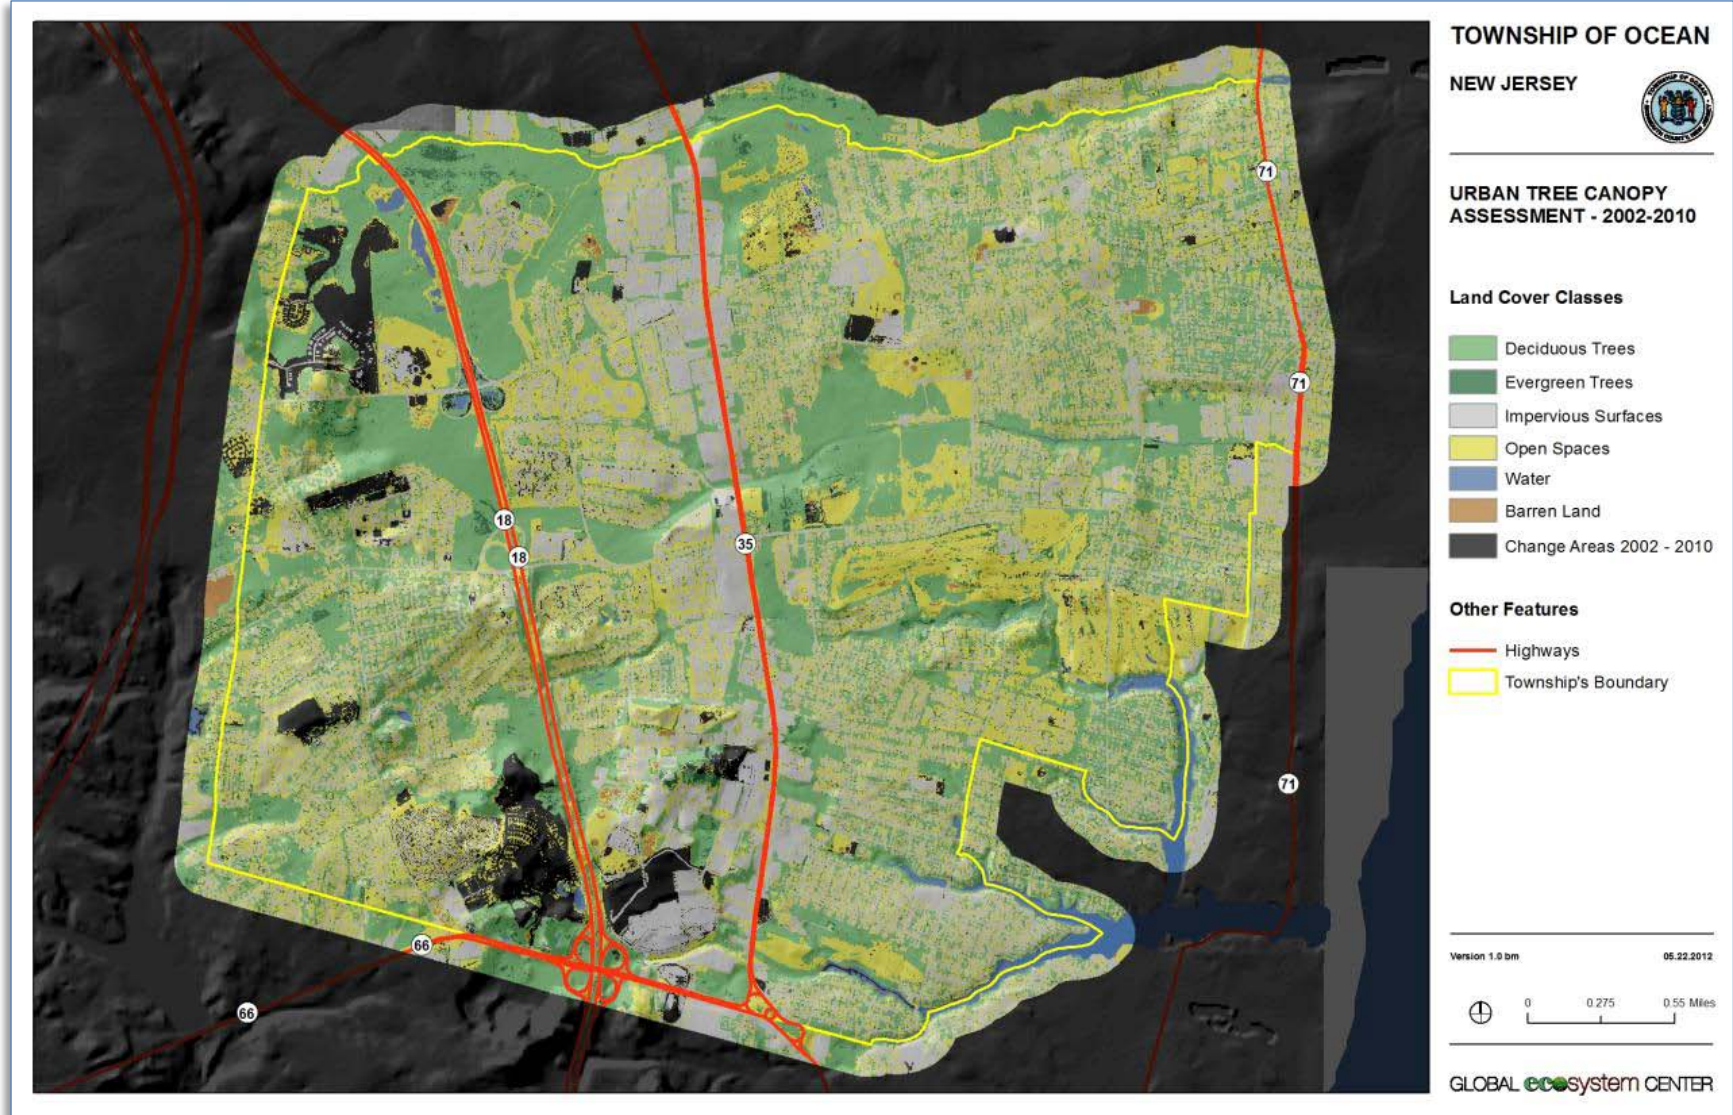 TOWNSHIP OF OCEAN
NEW JERSEY
URBAN TREE CANOPY
ASSESSMENT - 2002-2010
Land Cover Classes
Deciduous Trees
Evergreen Trees
Impervious Surfaces
Open Spaces
Water
Barren Land
Change Areas 2002 - 2010
Other Features
Highways
Township's Boundary
Version 1.0 bm 05.22.2012
0 0.275 0.55 Miles
GLOBAL ecosystem CENTER
71
71
18
18
35
71
66
66